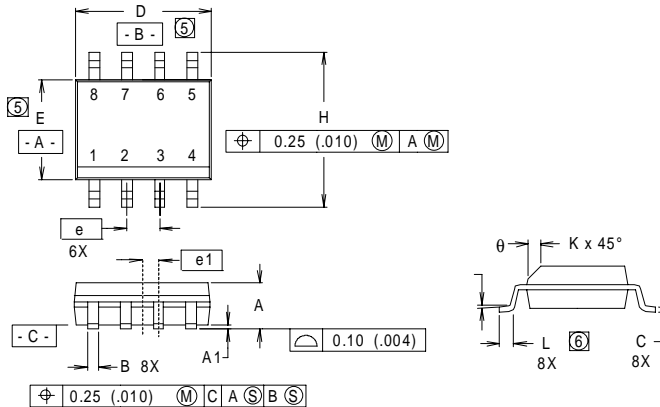 D
- B - 5
8 7 6 5
5 E
- A -
H
⌖ 0.25 (.010) Ⓜ A Ⓜ
1 2 3 4
e
6X
e1
θ K x 45°
A
- C -
A1
⌓ 0.10 (.004)
B 8X
L 6 C
8X 8X
⌖ 0.25 (.010) Ⓜ C A Ⓢ B Ⓢ